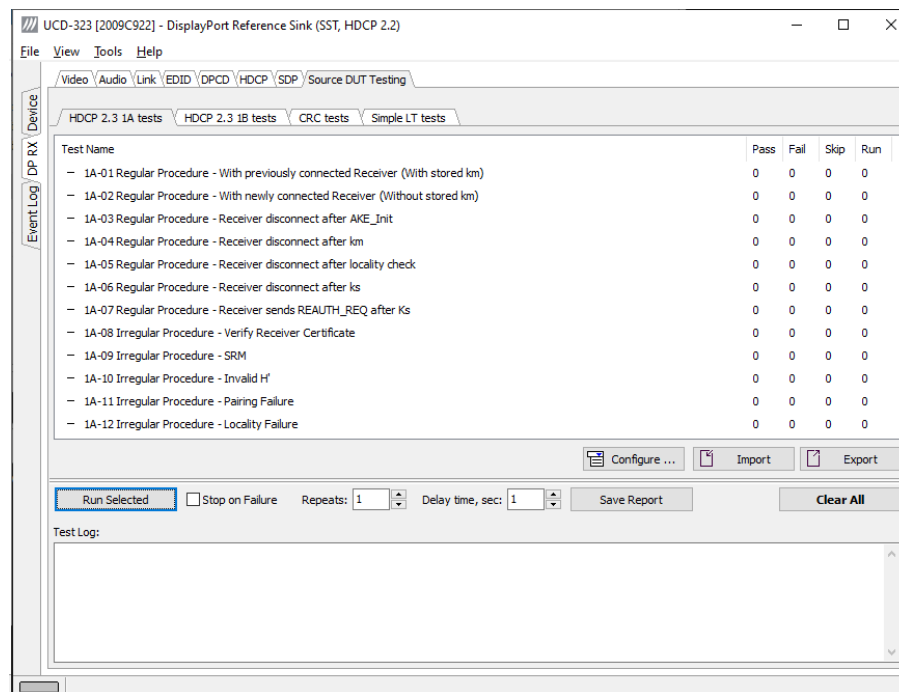 UCD-323 [2009C922] - DisplayPort Reference Sink (SST, HDCP 2.2)
File View Tools Help
Video Audio Link EDID DPCD HDCP SDP Source DUT Testing
Device
DP RX
Event Log
HDCP 2.3 1A tests HDCP 2.3 1B tests CRC tests Simple LT tests
Test Name Pass Fail Skip Run
1A-01 Regular Procedure - With previously connected Receiver (With stored km) 0 0 0 0
1A-02 Regular Procedure - With newly connected Receiver (Without stored km) 0 0 0 0
1A-03 Regular Procedure - Receiver disconnect after AKE_Init 0 0 0 0
1A-04 Regular Procedure - Receiver disconnect after km 0 0 0 0
1A-05 Regular Procedure - Receiver disconnect after locality check 0 0 0 0
1A-06 Regular Procedure - Receiver disconnect after ks 0 0 0 0
1A-07 Regular Procedure - Receiver sends REAUTH_REQ after Ks 0 0 0 0
1A-08 Irregular Procedure - Verify Receiver Certificate 0 0 0 0
1A-09 Irregular Procedure - SRM 0 0 0 0
1A-10 Irregular Procedure - Invalid H' 0 0 0 0
1A-11 Irregular Procedure - Pairing Failure 0 0 0 0
1A-12 Irregular Procedure - Locality Failure 0 0 0 0
Configure ... Import Export
Run Selected Stop on Failure Repeats: 1 Delay time, sec: 1 Save Report Clear All
Test Log: